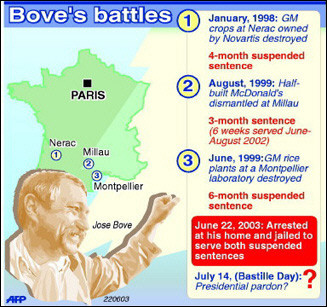 Bove's battles
PARIS
Nerac
1
Millau
2
3
Montpellier
Jose Bove
AFP
220603
1
January, 1998: GM
crops at Nerac owned
by Novartis destroyed
4-month suspended
sentence
2
August, 1999: Half-
built McDonald's
dismantled at Millau
3-month sentence
(6 weeks served June-
August 2002)
3
June, 1999:GM rice
plants at a Montpellier
laboratory destroyed
6-month suspended
sentence
June 22, 2003: Arrested
at his home and jailed to
serve both suspended
sentences
July 14, (Bastille Day):
Presidential pardon?
?